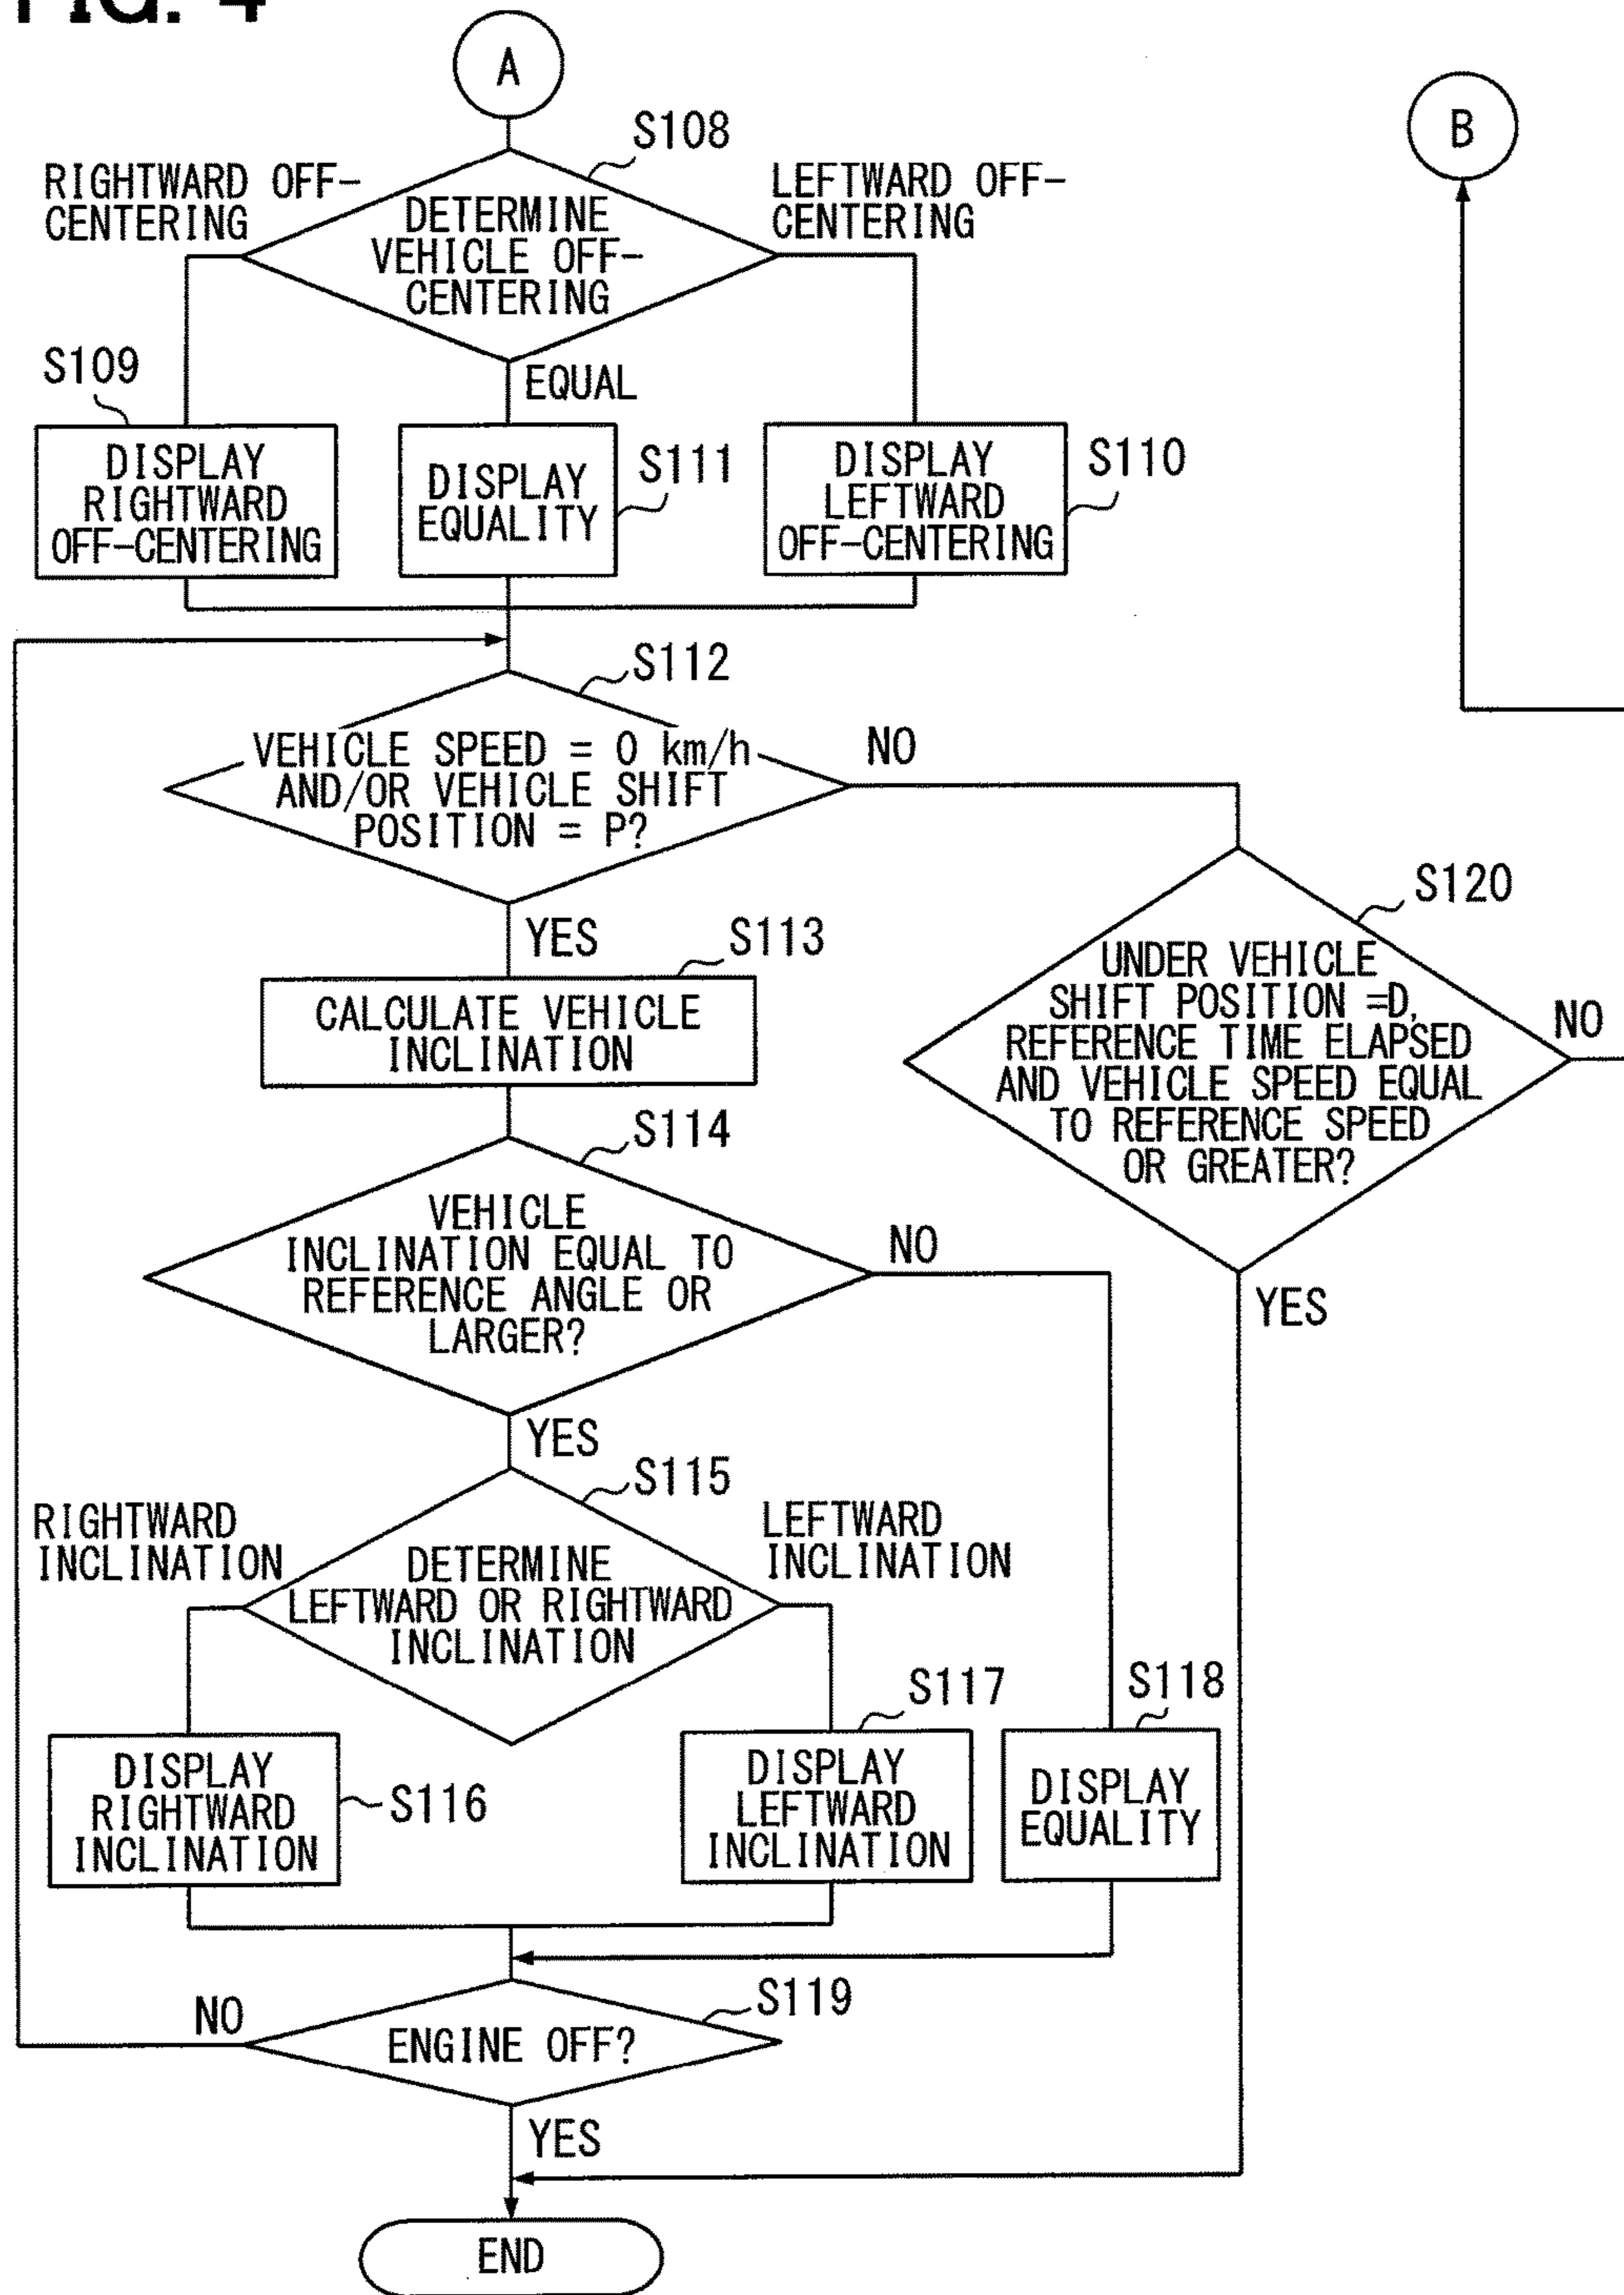 FIG. 4
A
B
S108
RIGHTWARD OFF-
CENTERING
LEFTWARD OFF-
CENTERING
DETERMINE
VEHICLE OFF-
CENTERING
EQUAL
S109
DISPLAY
RIGHTWARD
OFF-CENTERING
DISPLAY
EQUALITY
S111
DISPLAY
LEFTWARD
OFF-CENTERING
S110
S112
VEHICLE SPEED = 0 km/h
AND/OR VEHICLE SHIFT
POSITION = P?
NO
YES
S113
CALCULATE VEHICLE
INCLINATION
S120
UNDER VEHICLE
SHIFT POSITION =D,
REFERENCE TIME ELAPSED
AND VEHICLE SPEED EQUAL
TO REFERENCE SPEED
OR GREATER?
NO
YES
S114
VEHICLE
INCLINATION EQUAL TO
REFERENCE ANGLE OR
LARGER?
NO
YES
S115
RIGHTWARD
INCLINATION
LEFTWARD
INCLINATION
DETERMINE
LEFTWARD OR RIGHTWARD
INCLINATION
DISPLAY
RIGHTWARD
INCLINATION
S116
S117
DISPLAY
LEFTWARD
INCLINATION
S118
DISPLAY
EQUALITY
S119
NO
ENGINE OFF?
YES
END